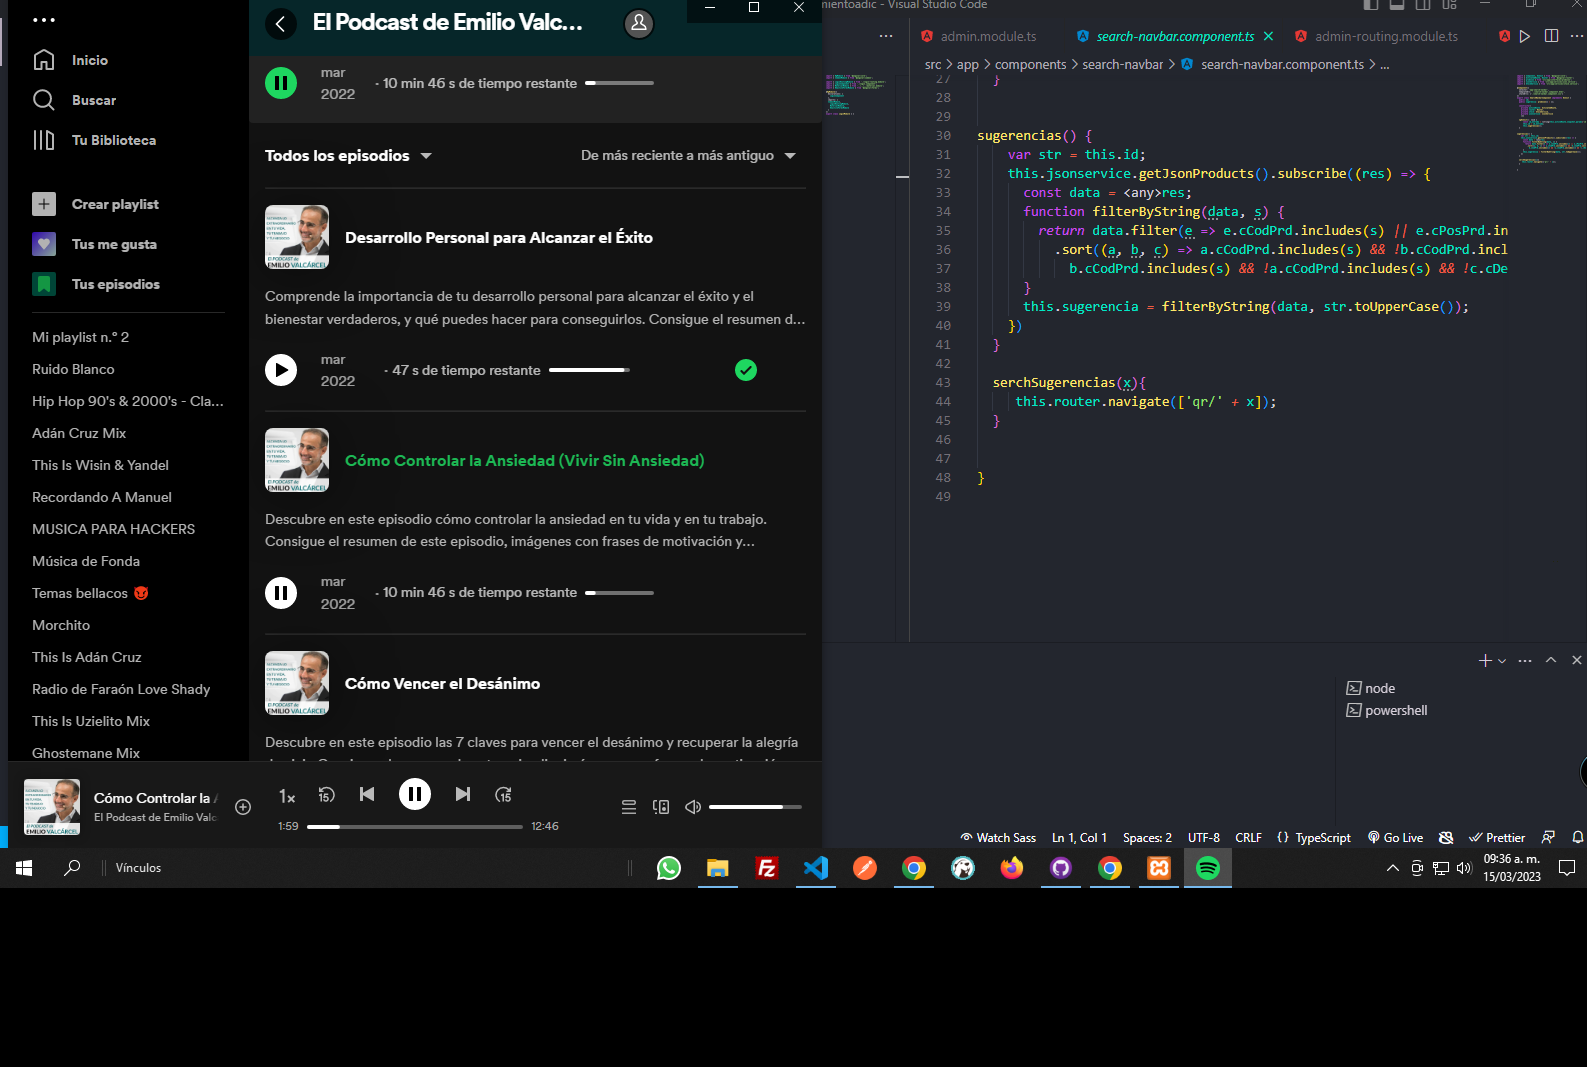 Inicio
Buscar
Tu Biblioteca
Crear playlist
Tus me gusta
Tus episodios
Mi playlist n.º 2
Ruido Blanco
Hip Hop 90's & 2000's - Cla...
Adán Cruz Mix
This Is Wisin & Yandel
Recordando A Manuel
MUSICA PARA HACKERS
Música de Fonda
Temas bellacos 😈
Morchito
This Is Adán Cruz
Radio de Faraón Love Shady
This Is Uzielito Mix
Ghostemane Mix
El Podcast de Emilio Valc...
mar
2022
· 10 min 46 s de tiempo restante
Todos los episodios
De más reciente a más antiguo
Desarrollo Personal para Alcanzar el Éxito
Comprende la importancia de tu desarrollo personal para alcanzar el éxito y el
bienestar verdaderos, y qué puedes hacer para conseguirlos. Consigue el resumen d...
mar
2022
· 47 s de tiempo restante
Cómo Controlar la Ansiedad (Vivir Sin Ansiedad)
Descubre en este episodio cómo controlar la ansiedad en tu vida y en tu trabajo.
Consigue el resumen de este episodio, imágenes con frases de motivación y...
mar
2022
· 10 min 46 s de tiempo restante
Cómo Vencer el Desánimo
Descubre en este episodio las 7 claves para vencer el desánimo y recuperar la alegría
Cómo Controlar la A
El Podcast de Emilio Valc
1x
15
15
1:59
12:46
mientoadic - Visual Studio Code
admin.module.ts
search-navbar.component.ts
admin-routing.module.ts
src > app > components > search-navbar > search-navbar.component.ts > ...
27 }
28
29
30 sugerencias() {
31 var str = this.id;
32 this.jsonservice.getJsonProducts().subscribe((res) => {
33 const data = <any>res;
34 function filterByString(data, s) {
35 return data.filter(e => e.cCodPrd.includes(s) || e.cPosPrd.in
36 .sort((a, b, c) => a.cCodPrd.includes(s) && !b.cCodPrd.incl
37 b.cCodPrd.includes(s) && !a.cCodPrd.includes(s) && !c.cDe
38 }
39 this.sugerencia = filterByString(data, str.toUpperCase());
40 })
41 }
42
43 serchSugerencias(x){
44 this.router.navigate(['qr/' + x]);
45 }
46
47
48 }
49
node
powershell
Watch Sass
Ln 1, Col 1
Spaces: 2
UTF-8
CRLF
{ } TypeScript
Go Live
Prettier
Vínculos
09:36 a. m.
15/03/2023